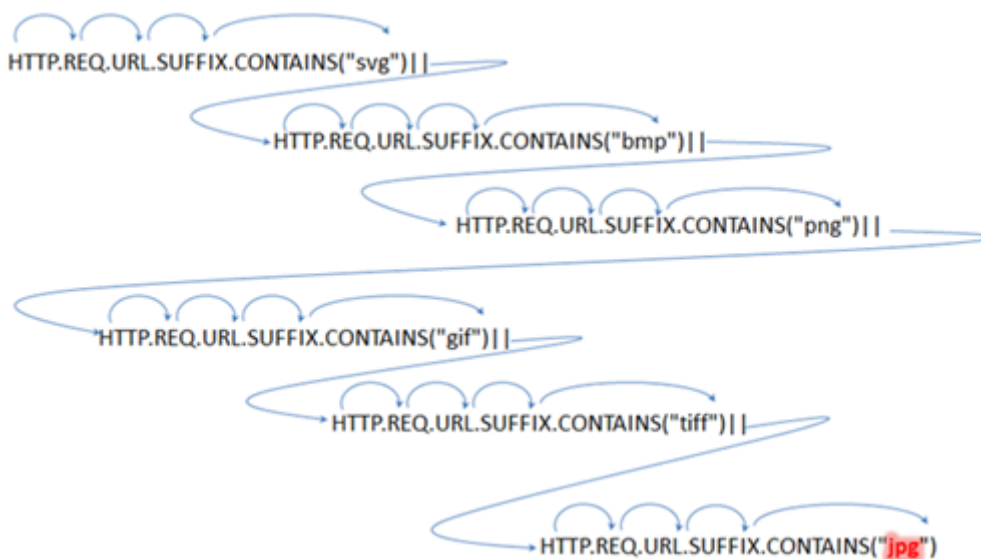 HTTP.REQ.URL.SUFFIX.CONTAINS("svg")||
HTTP.REQ.URL.SUFFIX.CONTAINS("bmp")||
HTTP.REQ.URL.SUFFIX.CONTAINS("png")||
HTTP.REQ.URL.SUFFIX.CONTAINS("gif")||
HTTP.REQ.URL.SUFFIX.CONTAINS("tiff")||
HTTP.REQ.URL.SUFFIX.CONTAINS("jpg")